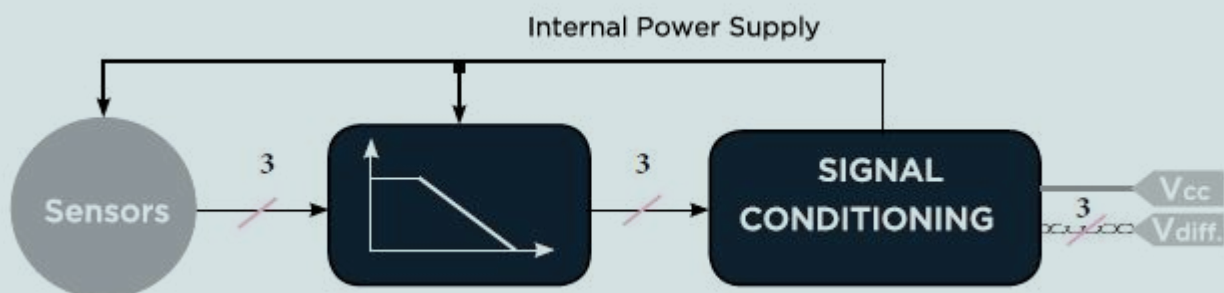 Internal Power Supply
Sensors
3
3
SIGNAL
CONDITIONING
Vcc
3
Vdiff.